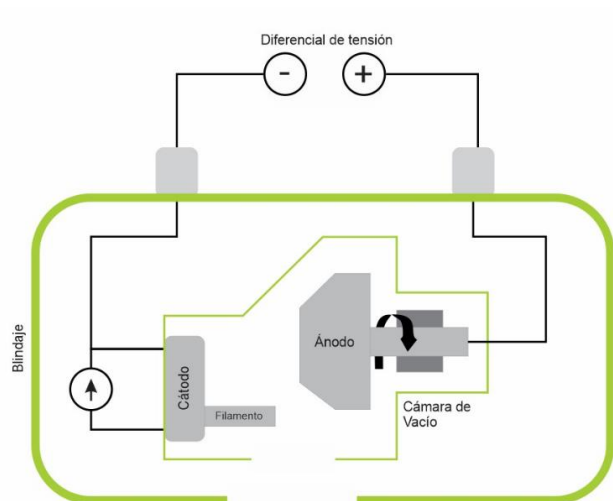 Diferencial de tensión
-
+
Blindaje
Ánodo
Cátodo
Filamento
Cámara de
Vacío